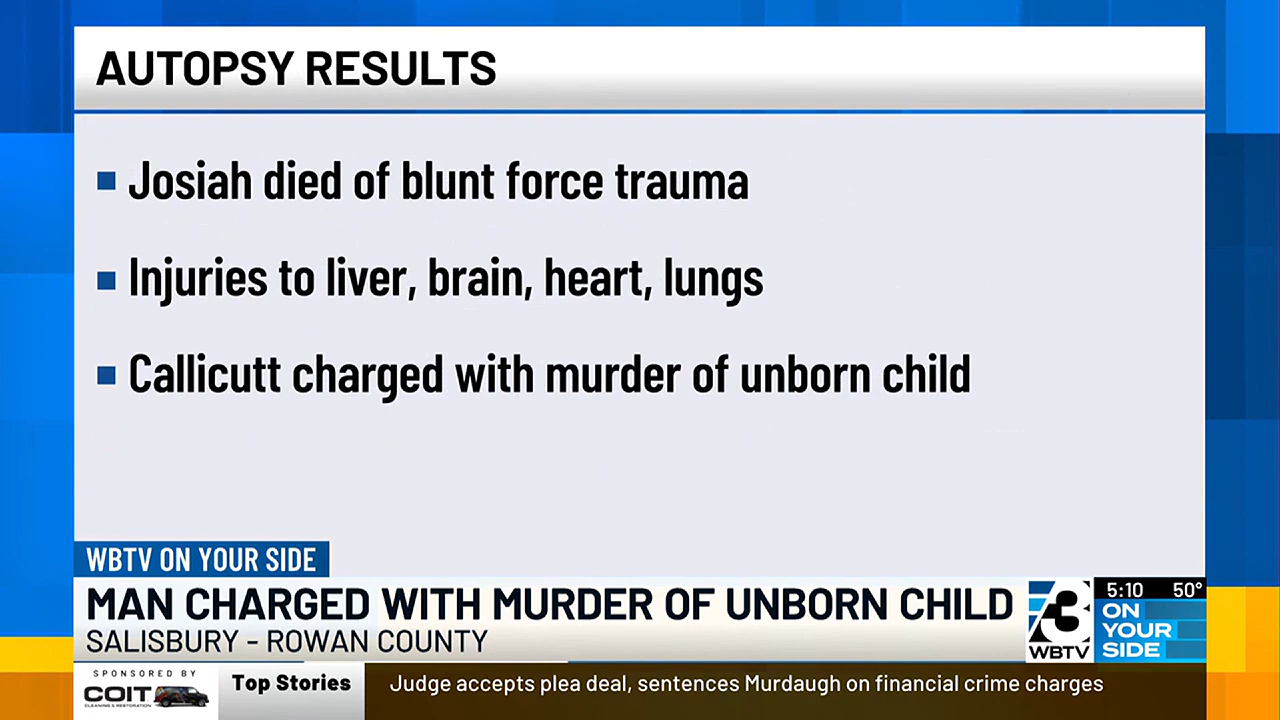 AUTOPSY RESULTS
Josiah died of blunt force trauma
Injuries to liver, brain, heart, lungs
Callicutt charged with murder of unborn child
WBTV ON YOUR SIDE
MAN CHARGED WITH MURDER OF UNBORN CHILD
SALISBURY - ROWAN COUNTY
3
WBTV
5:10 50°
ON
YOUR
SIDE
SPONSORED BY
COIT
CLEANING & RESTORATION
Top Stories
Judge accepts plea deal, sentences Murdaugh on financial crime charges